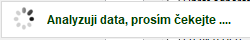 Analyzuji data, prosím čekejte ....